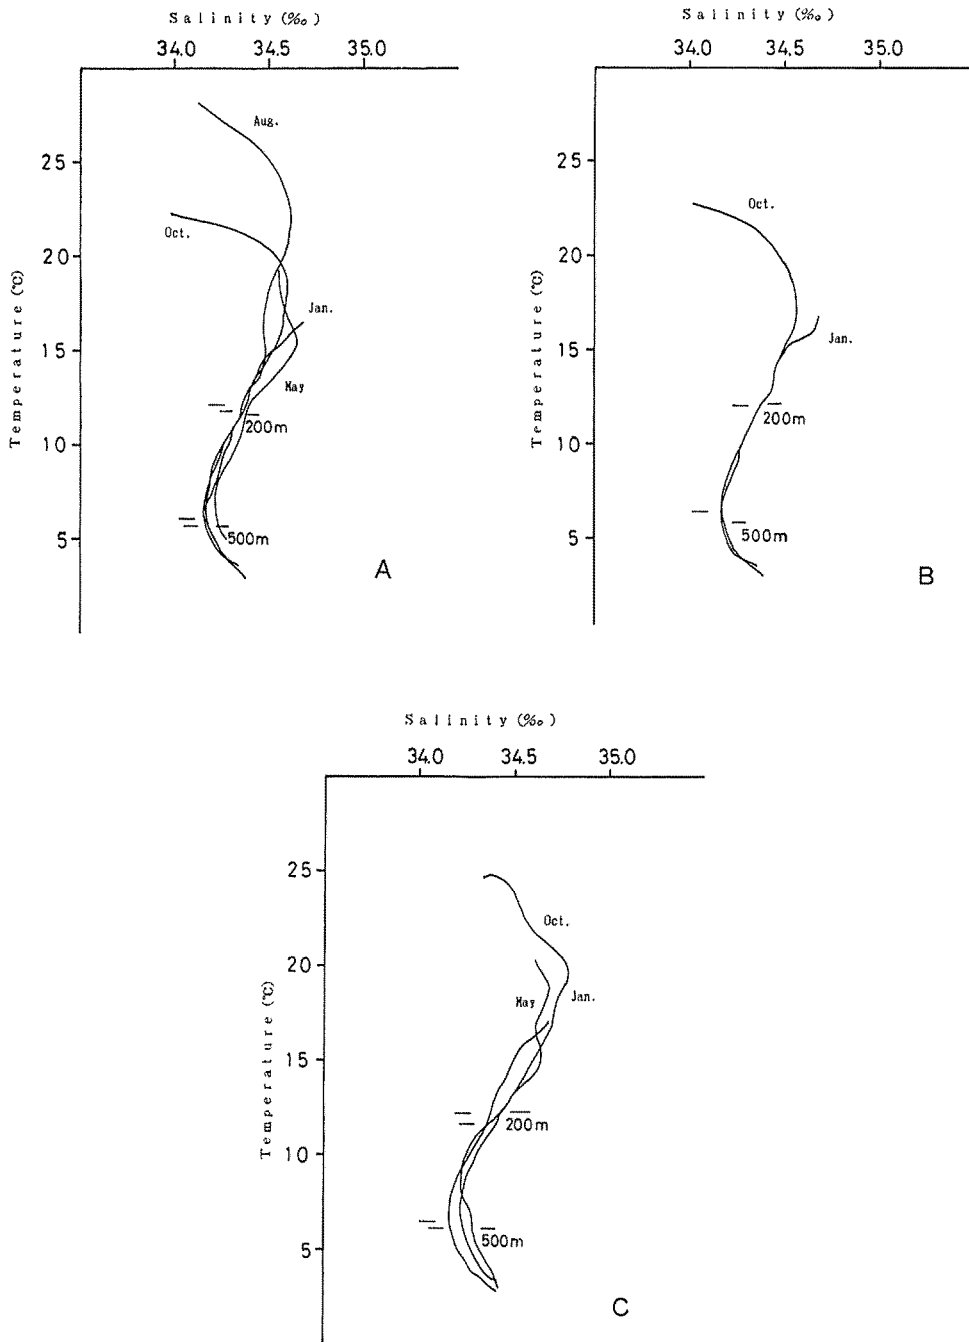 Salinity (‰)
34.0 34.5 35.0
Aug.
25
Oct.
20
Jan.
15
May
200m
10
500m
5
Temperature (°C)
A
Salinity (‰)
34.0 34.5 35.0
25
Oct.
20
Jan.
15
200m
10
500m
5
Temperature (°C)
B
Salinity (‰)
34.0 34.5 35.0
25
Oct.
20
May Jan.
15
200m
10
500m
5
Temperature (°C)
C